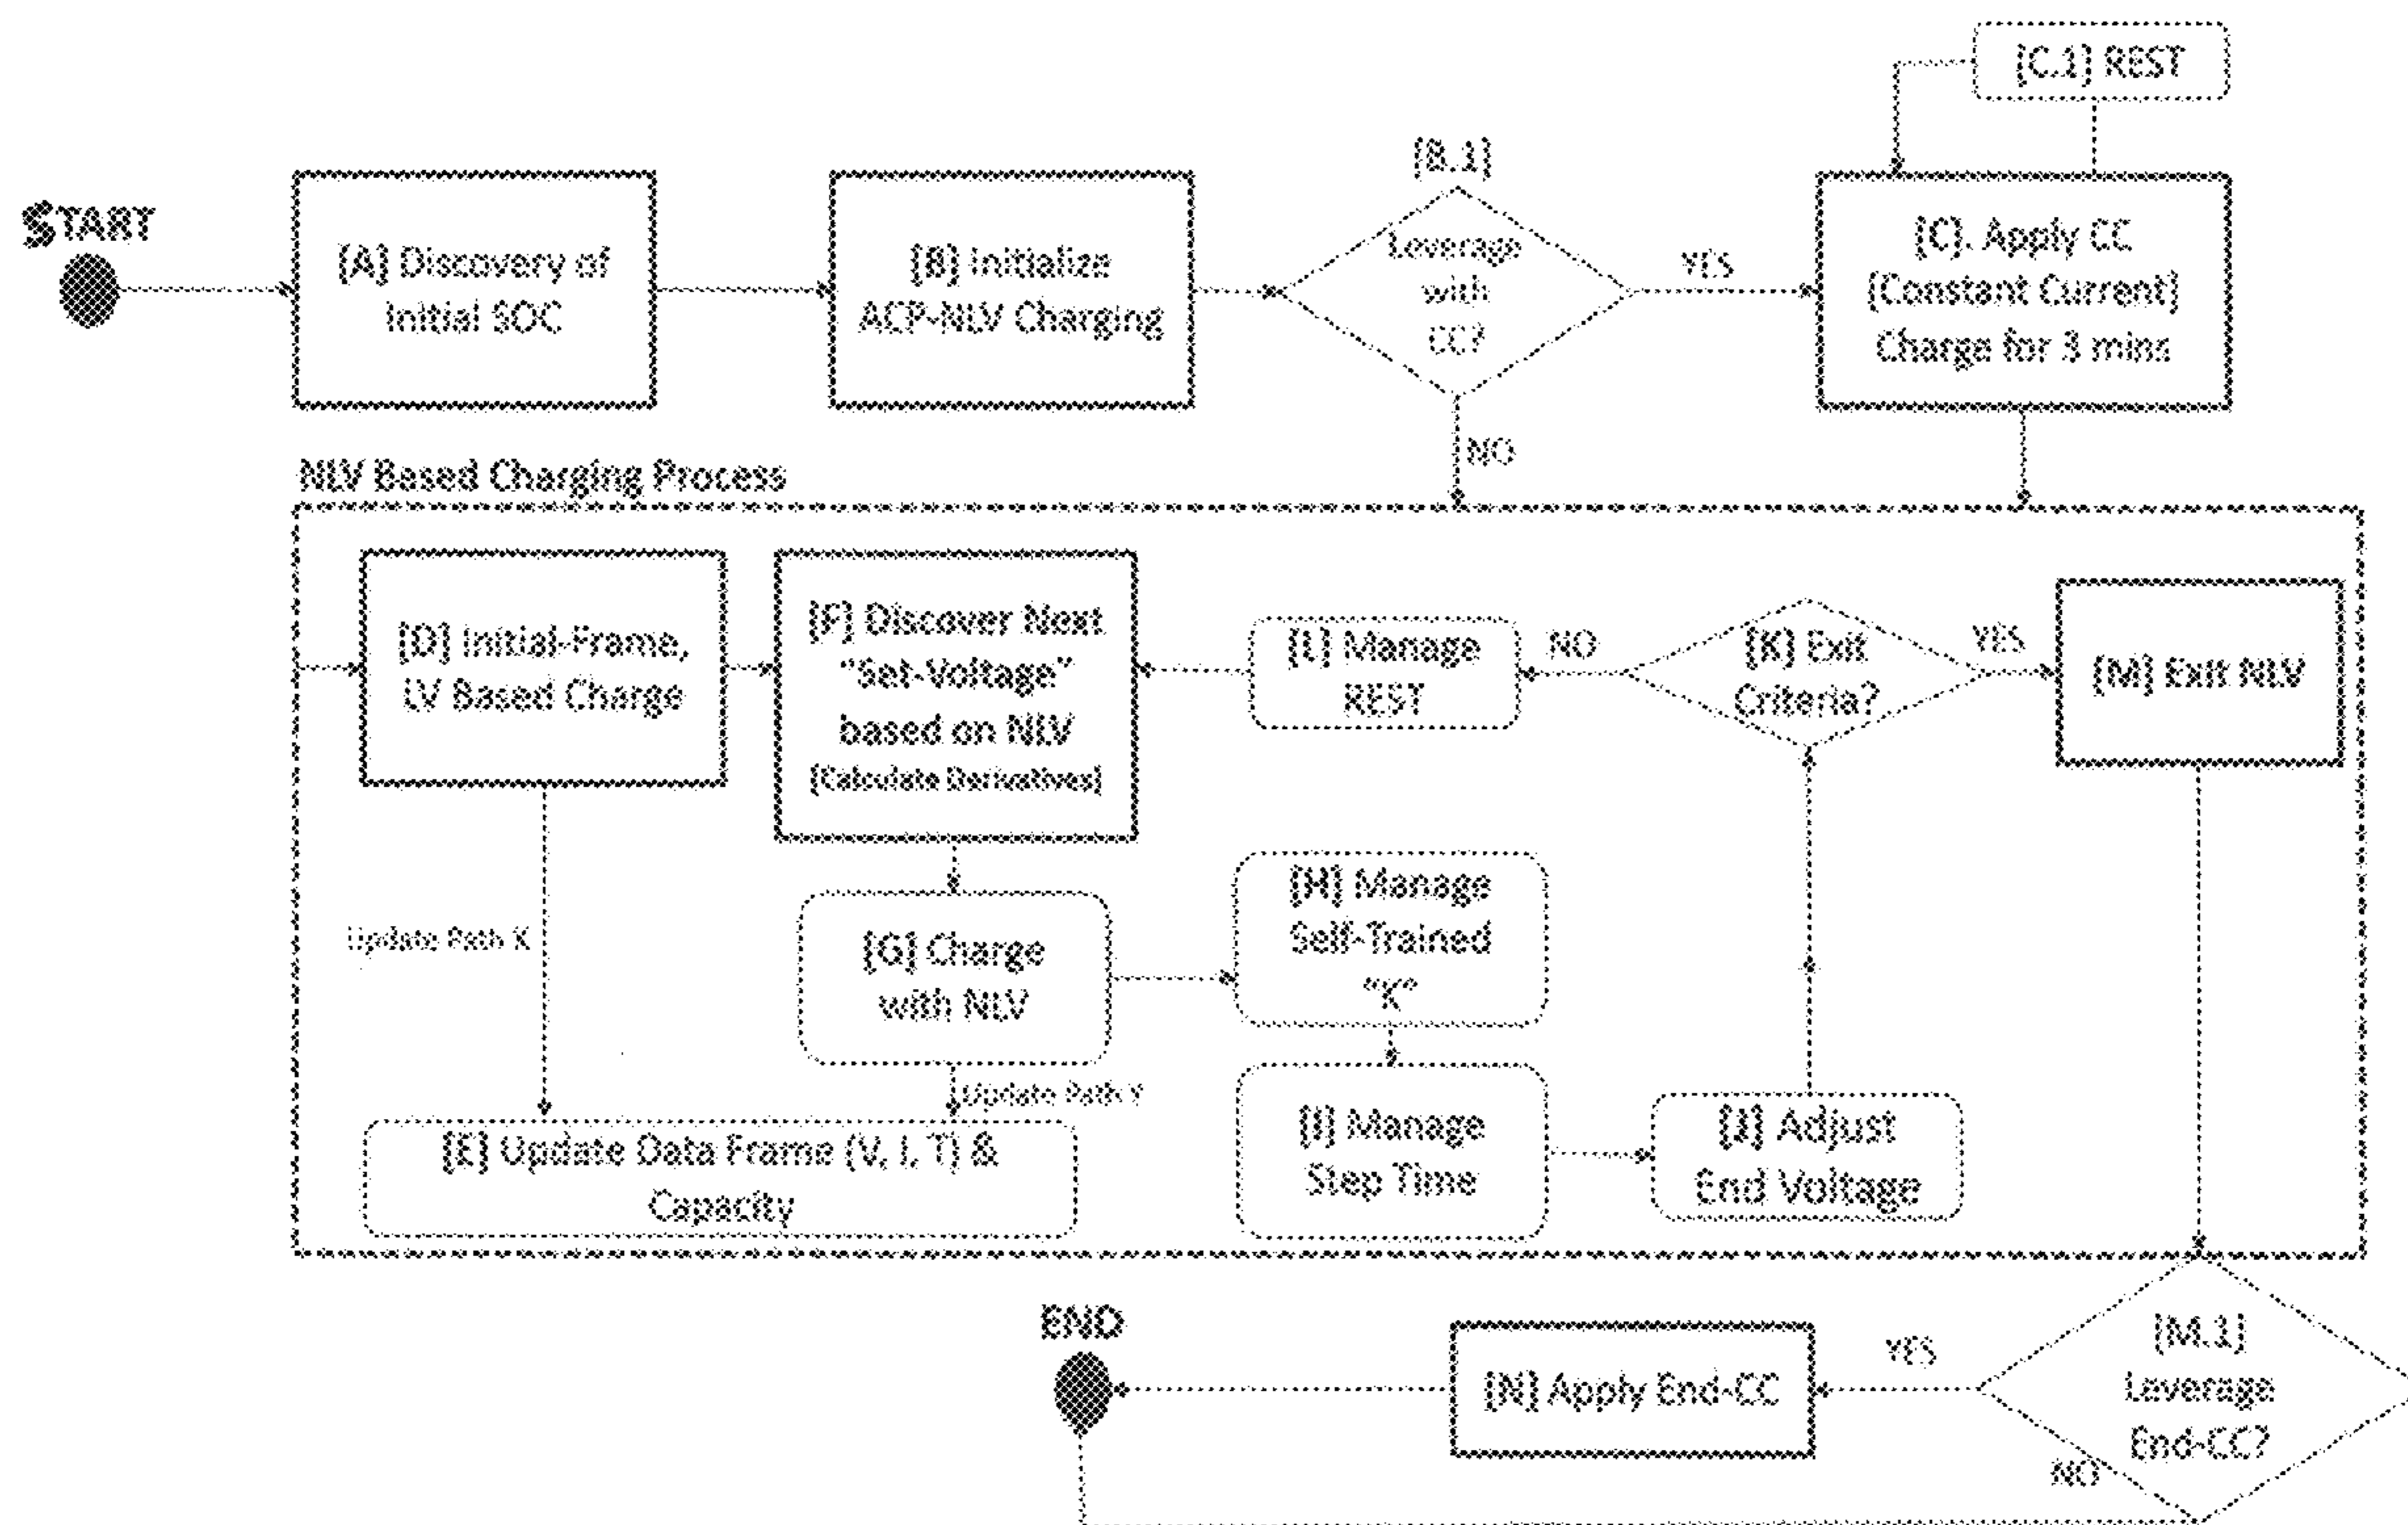 [C.1] REST
START
[A] Discovery of
Initial SOC
[B] Initialize
ACP-NLV Charging
[B.1]
Leverage
with
CC?
YES
[C]. Apply CC
[Constant Current]
Charge for 3 mins
NO
NLV Based Charging Process
[D] Initial-Frame,
LV Based Charge
[F] Discover Next
"Set-Voltage"
based on NLV
[Calculate Derivatives]
[L] Manage
REST
NO
[K] Exit
Criteria?
YES
[M] Exit NLV
Update Path X
[G] Charge
with NLV
[H] Manage
Self-Trained
"K"
Update Path Y
[E] Update Data Frame (V, I, T) &
Capacity
[I] Manage
Step Time
[J] Adjust
End Voltage
END
[N] Apply End-CC
YES
[M.1]
Leverage
End-CC?
NO